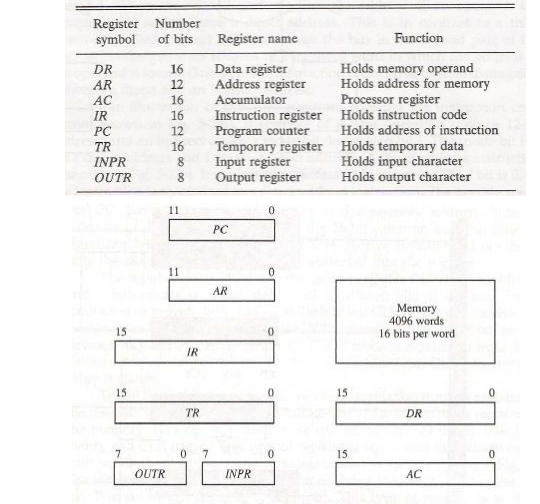 Register Number
symbol of bits Register name Function
DR 16 Data register Holds memory operand
AR 12 Address register Holds address for memory
AC 16 Accumulator Processor register
IR 16 Instruction register Holds instruction code
PC 12 Program counter Holds address of instruction
TR 16 Temporary register Holds temporary data
INPR 8 Input register Holds input character
OUTR 8 Output register Holds output character
11 0
PC
11 0
AR
Memory
4096 words
16 bits per word
15 0
IR
15 0 15 0
TR DR
7 0 7 0 15 0
OUTR INPR AC